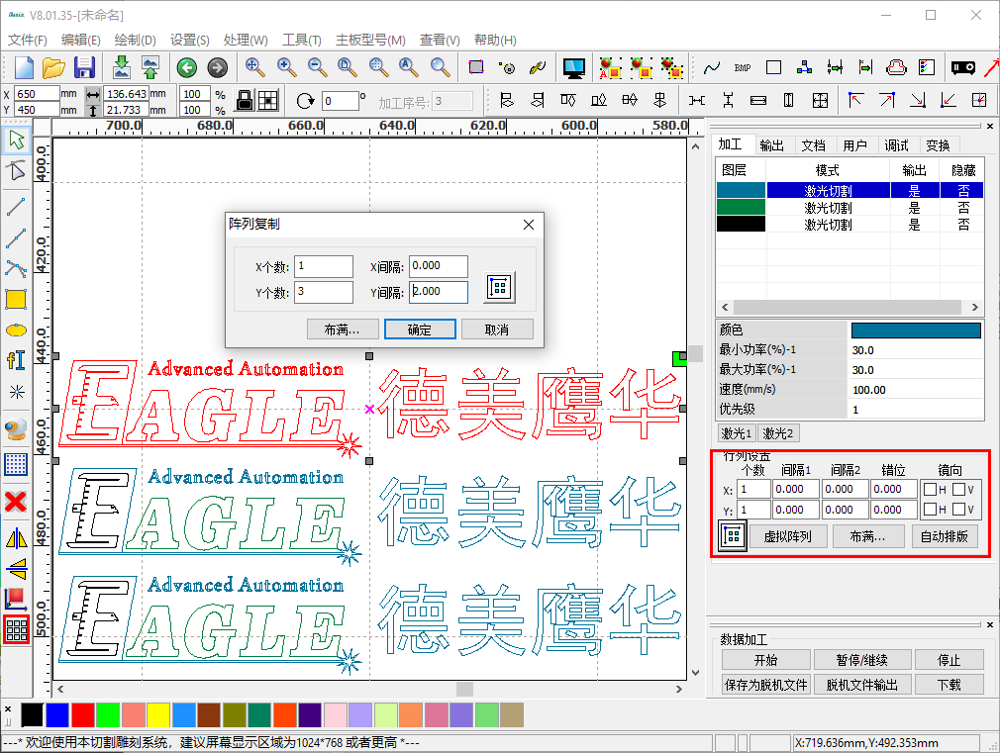 V8.01.35-[未命名]
文件(F) 编辑(E) 绘制(D) 设置(S) 处理(W) 工具(T) 主板型号(M) 查看(V) 帮助(H)
BMP
X 650 mm 136.643 mm 100 % 0 ° 加工序号: 3
Y 450 mm 21.733 mm 100 %
700.0 680.0 660.0 640.0 620.0 600.0 580.0
400.0
420.0
440.0
460.0
480.0
500.0
阵列复制
X个数: 1 X间隔: 0.000
Y个数: 3 Y间隔: 2.000
布满... 确定 取消
Advanced Automation
EAGLE 德美鹰华
Advanced Automation
EAGLE 德美鹰华
Advanced Automation
EAGLE 德美鹰华
加工 输出 文档 用户 调试 变换
图层 模式 输出 隐藏
激光切割 是 否
激光切割 是 否
激光切割 是 否
颜色
最小功率(%)-1 30.0
最大功率(%)-1 30.0
速度(mm/s) 100.00
优先级 1
激光1 激光2
行列设置
个数 间隔1 间隔2 错位 镜向
X: 1 0.000 0.000 0.000 H V
Y: 1 0.000 0.000 0.000 H V
虚拟阵列 布满... 自动排版
数据加工
开始 暂停/继续 停止
保存为脱机文件 脱机文件输出 下载
---* 欢迎使用本切割雕刻系统，建议屏幕显示区域为1024*768 或者更高 *---
X:719.636mm,Y:492.353mm